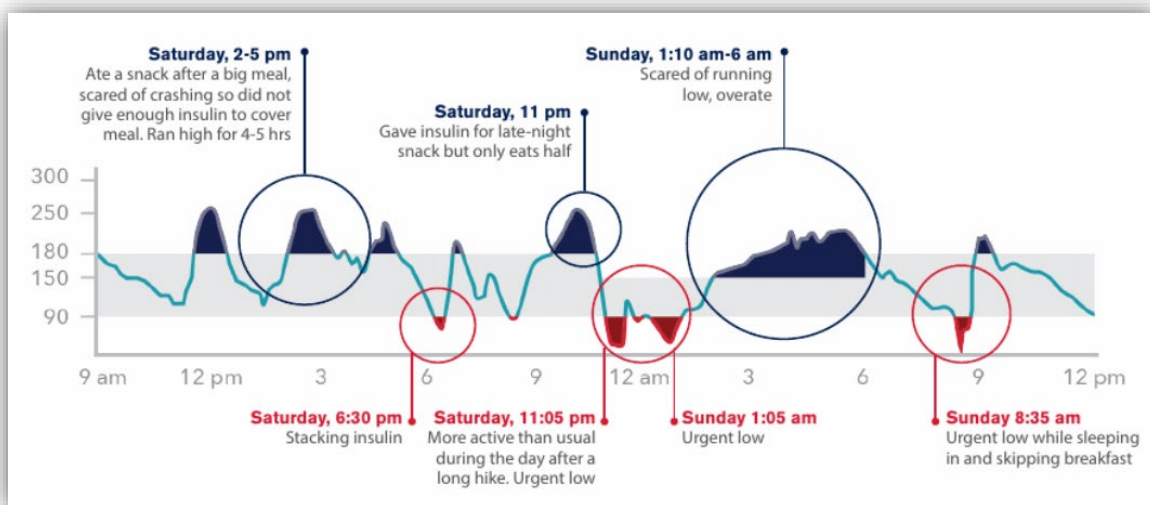 Saturday, 2-5 pm
Ate a snack after a big meal,
scared of crashing so did not
give enough insulin to cover
meal. Ran high for 4-5 hrs
Saturday, 11 pm
Gave insulin for late-night
snack but only eats half
Sunday, 1:10 am-6 am
Scared of running
low, overate
300
250
180
150
90
9 am
12 pm
3
6
9
12 am
3
6
9
12 pm
Saturday, 6:30 pm
Stacking insulin
Saturday, 11:05 pm
More active than usual
during the day after a
long hike. Urgent low
Sunday 1:05 am
Urgent low
Sunday 8:35 am
Urgent low while sleeping
in and skipping breakfast